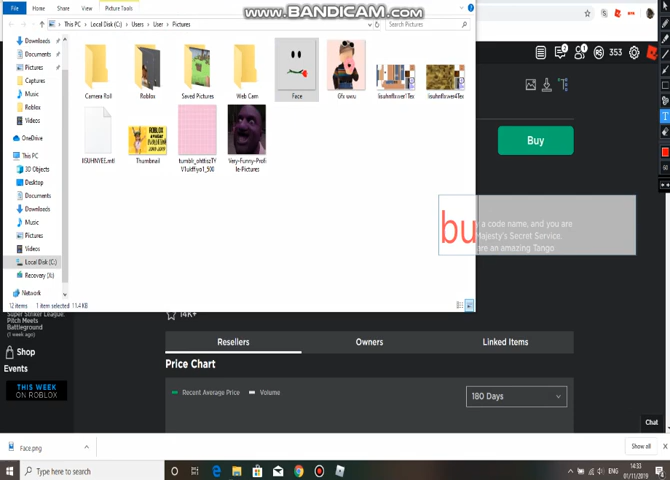 Picture Tools
www.BANDICAM.com
File Home Share View Manage
This PC > Local Disk (C:) > Users > User > Pictures
Search Pictures
Downloads
Documents
Pictures
Captures
Music
Roblox
Videos
OneDrive
This PC
3D Objects
Desktop
Documents
Downloads
Music
Pictures
Videos
Local Disk (C:)
Recovery (X:)
Network
Camera Roll
Roblox
Saved Pictures
Web Cam
Face
Gfx uwu
Thumbnail
Very-Funny-Profi
le-Pictures
12 items 1 item selected 11.4 KB
353
Buy
bu
y a code name, and you are
Majesty's Secret Service.
are an amazing Tango
14K+
Super Striker League:
Pitch Meets
Battleground
(1 week ago)
Shop
Events
THIS WEEK
ON ROBLOX
Resellers
Owners
Linked Items
Price Chart
Recent Average Price
Volume
180 Days
Chat
Face.png
Show all
Type here to search
14:33
01/11/2019